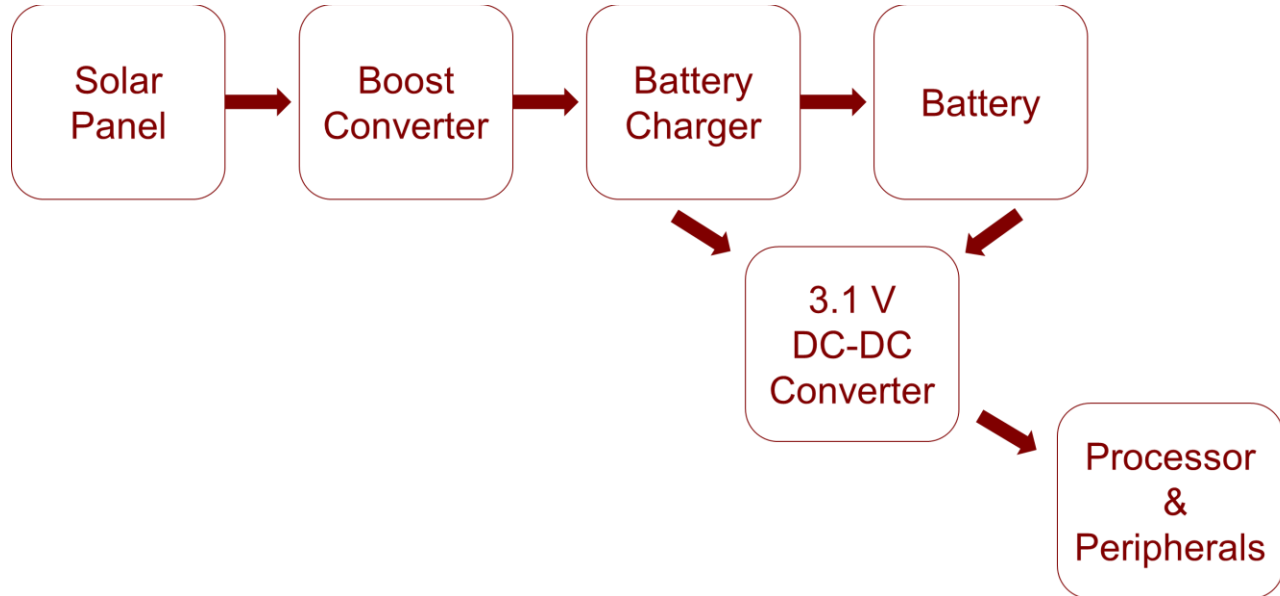 Solar
Panel
Boost
Converter
Battery
Charger
Battery
3.1 V
DC-DC
Converter
Processor
&
Peripherals